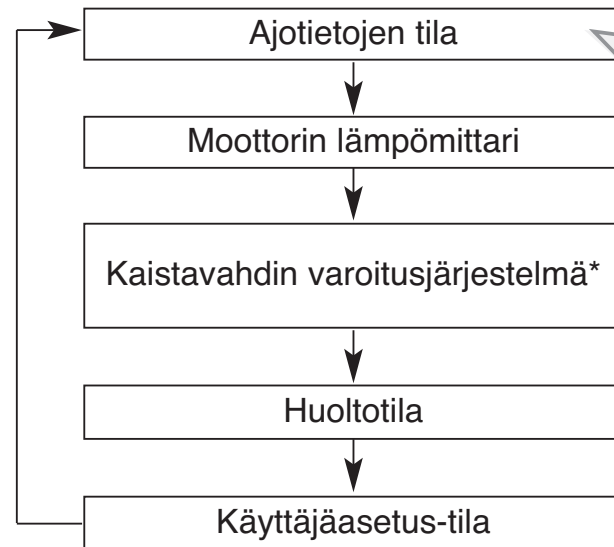 Ajotietojen tila
Moottorin lämpömittari
Kaistavahdin varoitusjärjestelmä*
Huoltotila
Käyttäjäasetus-tila